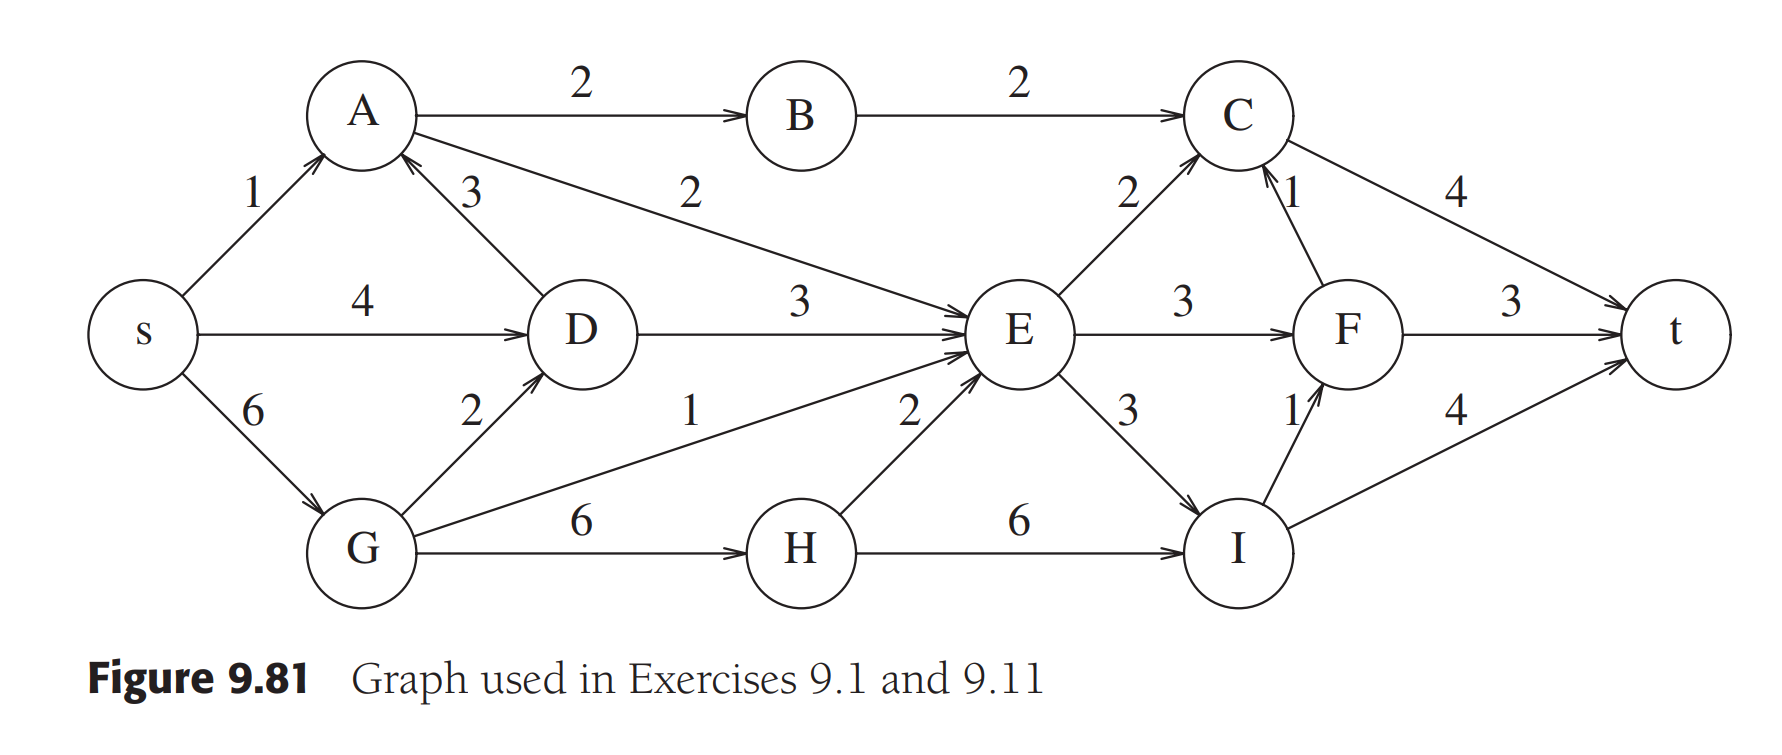 2 2
A B C
1 3 2 2 1 4
4 3 3 3
s D E F t
6 2 1 2 3 1 4
6 6
G H I
Figure 9.81 Graph used in Exercises 9.1 and 9.11